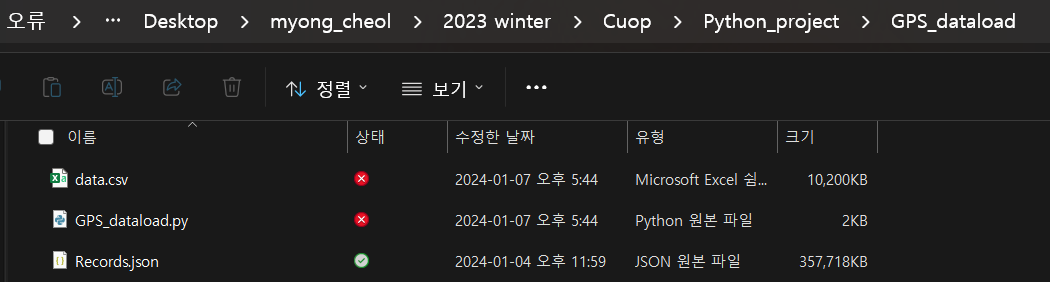 오류 > ··· Desktop > myong_cheol > 2023 winter > Cuop > Python_project > GPS_dataload
정렬 보기 ···
이름 상태 수정한 날짜 유형 크기
data.csv 2024-01-07 오후 5:44 Microsoft Excel 쉼... 10,200KB
GPS_dataload.py 2024-01-07 오후 5:44 Python 원본 파일 2KB
Records.json 2024-01-04 오후 11:59 JSON 원본 파일 357,718KB